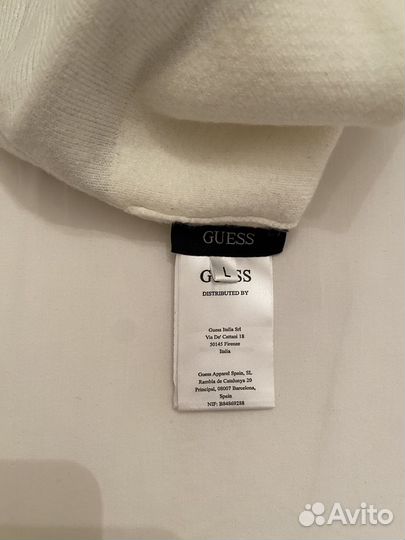 GUESS
L
GUESS
DISTRIBUTED BY
Guess Italia Srl
Via De' Cattani 18
50145 Firenze
Italia
Guess Apparel Spain, SL
Rambla de Catalunya 20
Principal, 08007 Barcelona,
Spain
NIF: B84869288
Avito